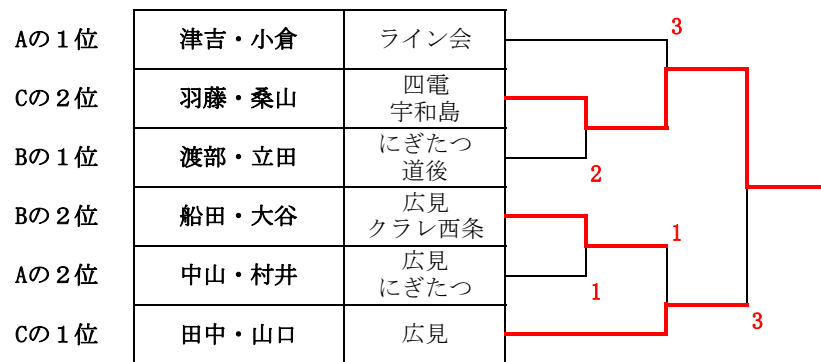 Aの１位 津吉・小倉 ライン会 3
Cの２位 羽藤・桑山 四電
宇和島
Bの１位 渡部・立田 にぎたつ
道後 2
Bの２位 船田・大谷 広見
クラレ西条 1
Aの２位 中山・村井 広見
にぎたつ 1
Cの１位 田中・山口 広見 3